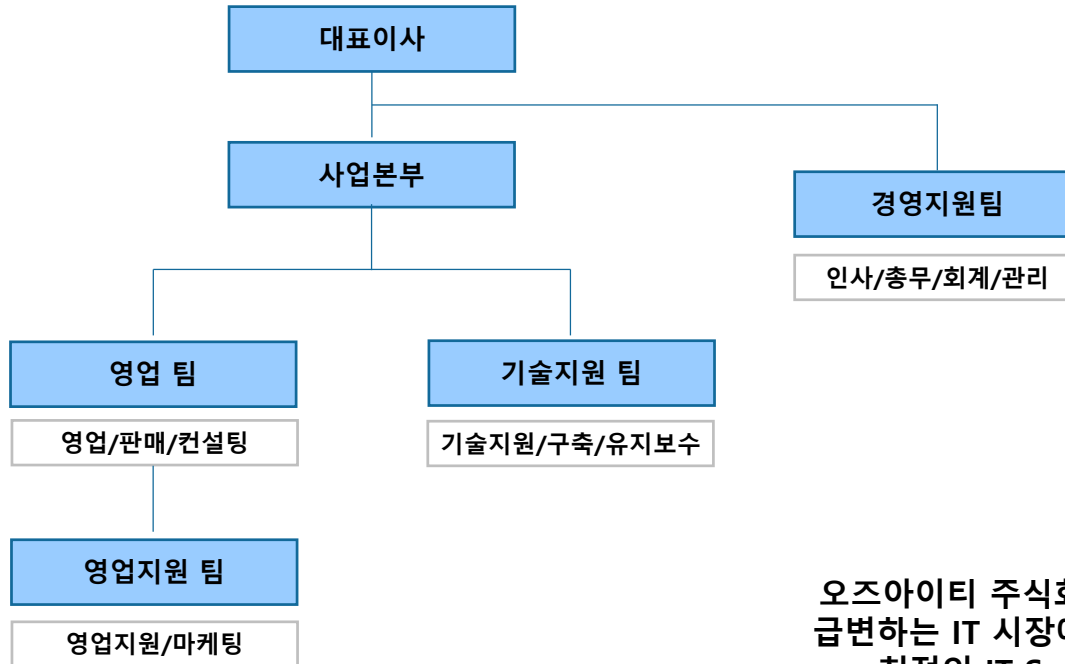 대표이사
사업본부
경영지원팀
인사/총무/회계/관리
영업 팀
기술지원 팀
영업/판매/컨설팅
기술지원/구축/유지보수
영업지원 팀
영업지원/마케팅
오즈아이티 주식회
급변하는 IT 시장에
IT